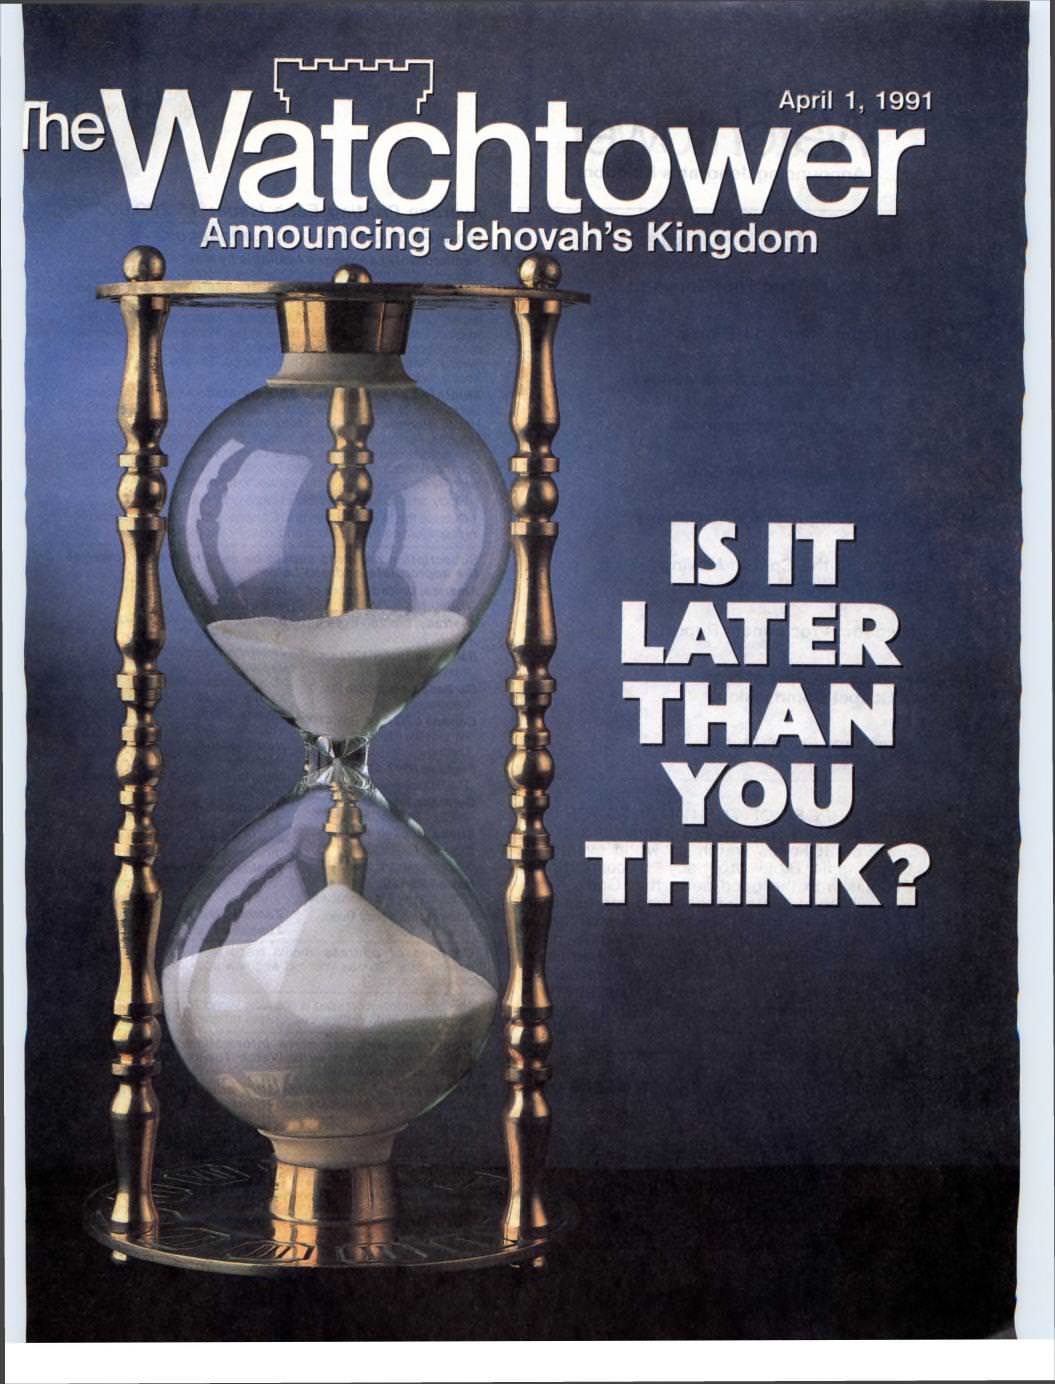 April 1, 1991
The Watchtower
Announcing Jehovah's Kingdom
IS IT
LATER
THAN
YOU
THINK?